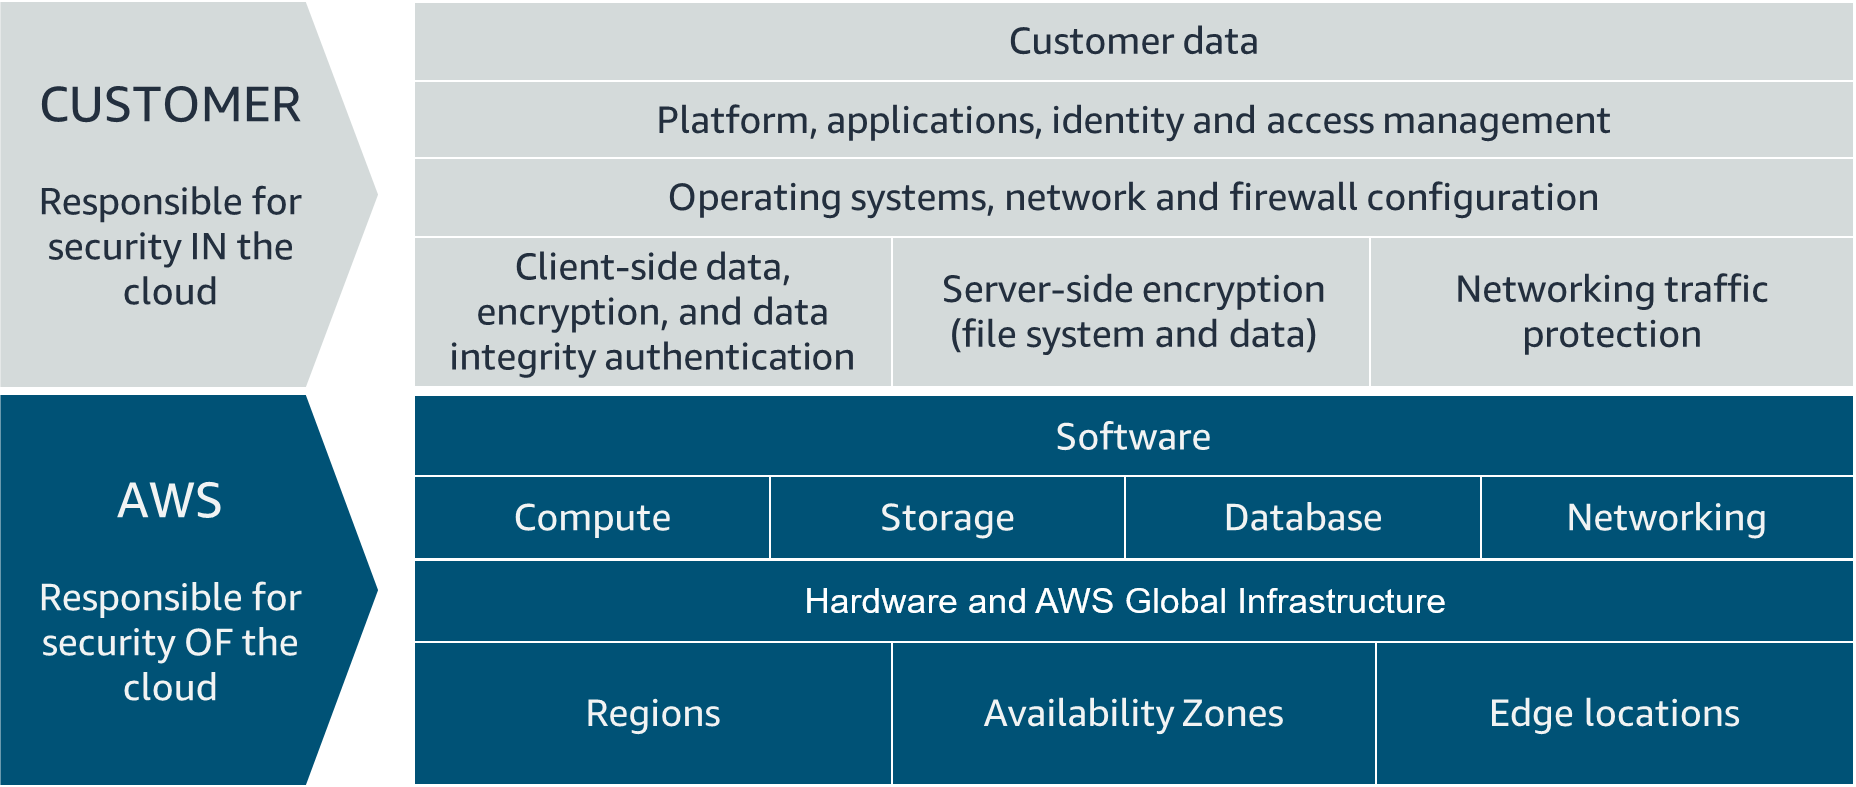 CUSTOMER
Responsible for
security IN the
cloud
Customer data
Platform, applications, identity and access management
Operating systems, network and firewall configuration
Client-side data,
encryption, and data
integrity authentication
Server-side encryption
(file system and data)
Networking traffic
protection
AWS
Responsible for
security OF the
cloud
Software
Compute
Storage
Database
Networking
Hardware and AWS Global Infrastructure
Regions
Availability Zones
Edge locations